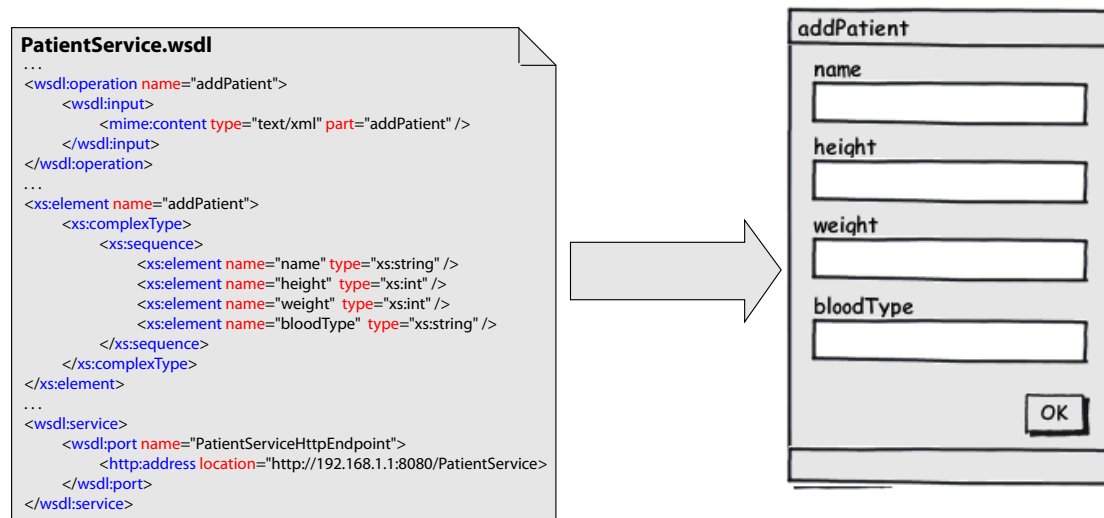 PatientService.wsdl
...
<wsdl:operation name="addPatient">
<wsdl:input>
<mime:content type="text/xml" part="addPatient" />
</wsdl:input>
</wsdl:operation>
...
<xs:element name="addPatient">
<xs:complexType>
<xs:sequence>
<xs:element name="name" type="xs:string" />
<xs:element name="height" type="xs:int" />
<xs:element name="weight" type="xs:int" />
<xs:element name="bloodType" type="xs:string" />
</xs:sequence>
</xs:complexType>
</xs:element>
...
<wsdl:service>
<wsdl:port name="PatientServiceHttpEndpoint">
<http:address location="http://192.168.1.1:8080/PatientService>
</wsdl:port>
</wsdl:service>
addPatient
name
height
weight
bloodType
OK